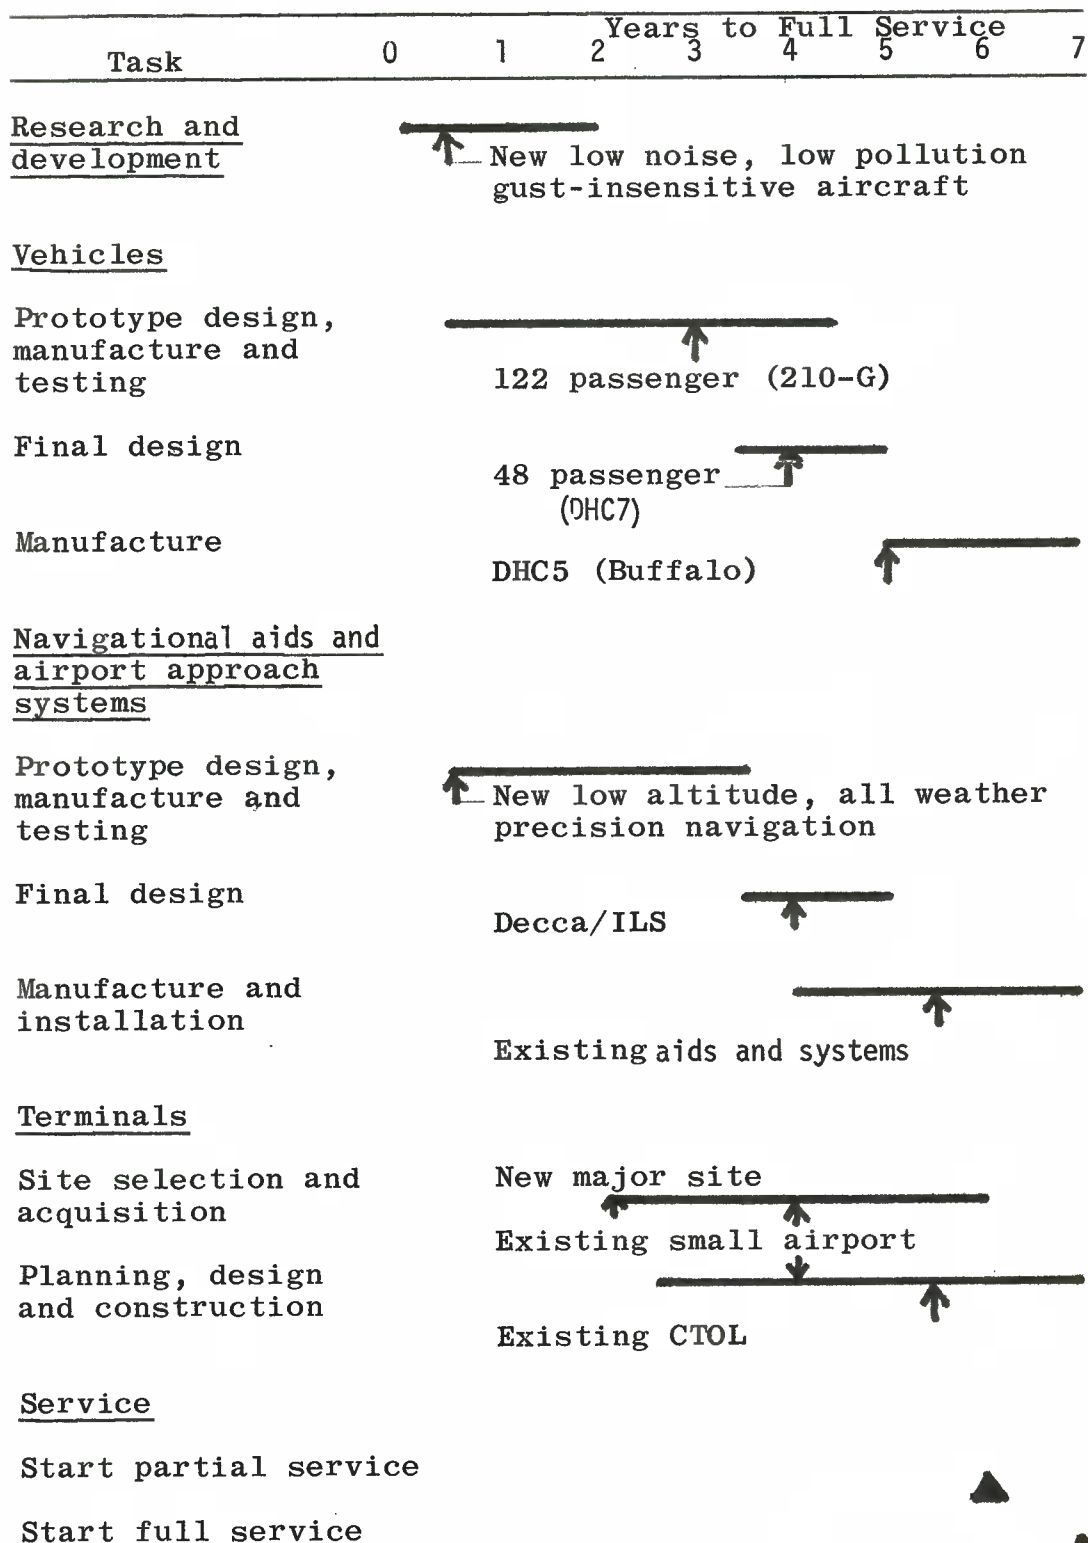 Years to Full Service
Task 0 1 2 3 4 5 6 7
Research and
development
New low noise, low pollution
gust-insensitive aircraft
Vehicles
Prototype design,
manufacture and
testing
122 passenger (210-G)
Final design
48 passenger
(DHC7)
Manufacture
DHC5 (Buffalo)
Navigational aids and
airport approach
systems
Prototype design,
manufacture and
testing
New low altitude, all weather
precision navigation
Final design
Decca/ILS
Manufacture and
installation
Existing aids and systems
Terminals
Site selection and
acquisition
New major site
Existing small airport
Planning, design
and construction
Existing CTOL
Service
Start partial service
Start full service